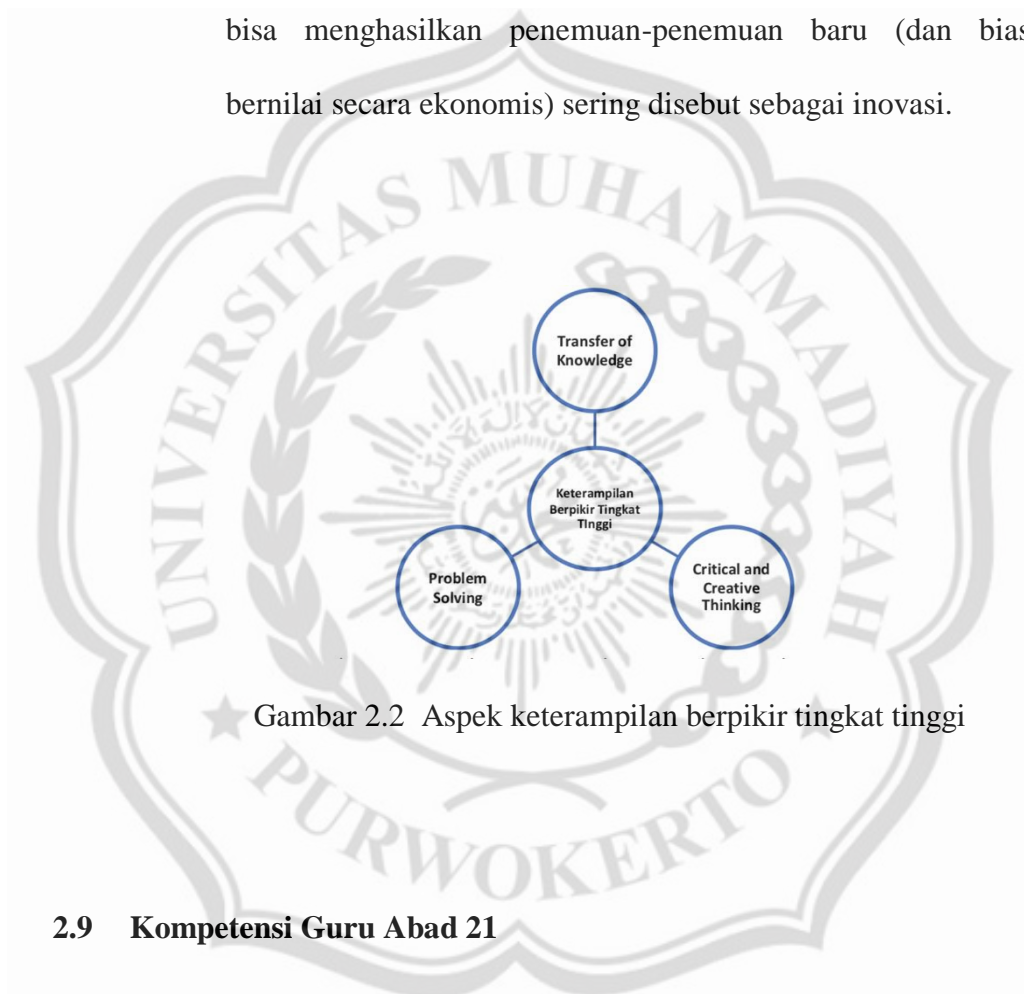 bisa menghasilkan penemuan-penemuan baru (dan bias
bernilai secara ekonomis) sering disebut sebagai inovasi.
UNIVERSITAS MUHAMMADIYAH
Transfer of
Knowledge
Keterampilan
Berpikir Tingkat
TInggi
Problem
Solving
Critical and
Creative
Thinking
Gambar 2.2 Aspek keterampilan berpikir tingkat tinggi
PURWOKERTO
2.9 Kompetensi Guru Abad 21